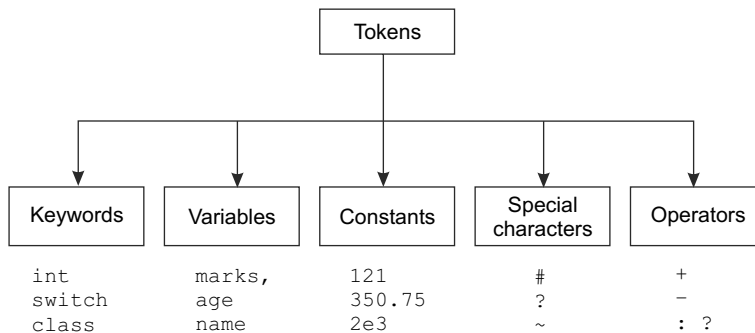 Tokens
Keywords Variables Constants Special characters Operators
int marks, 121 # +
switch age 350.75 ? –
class name 2e3 ~ : ?